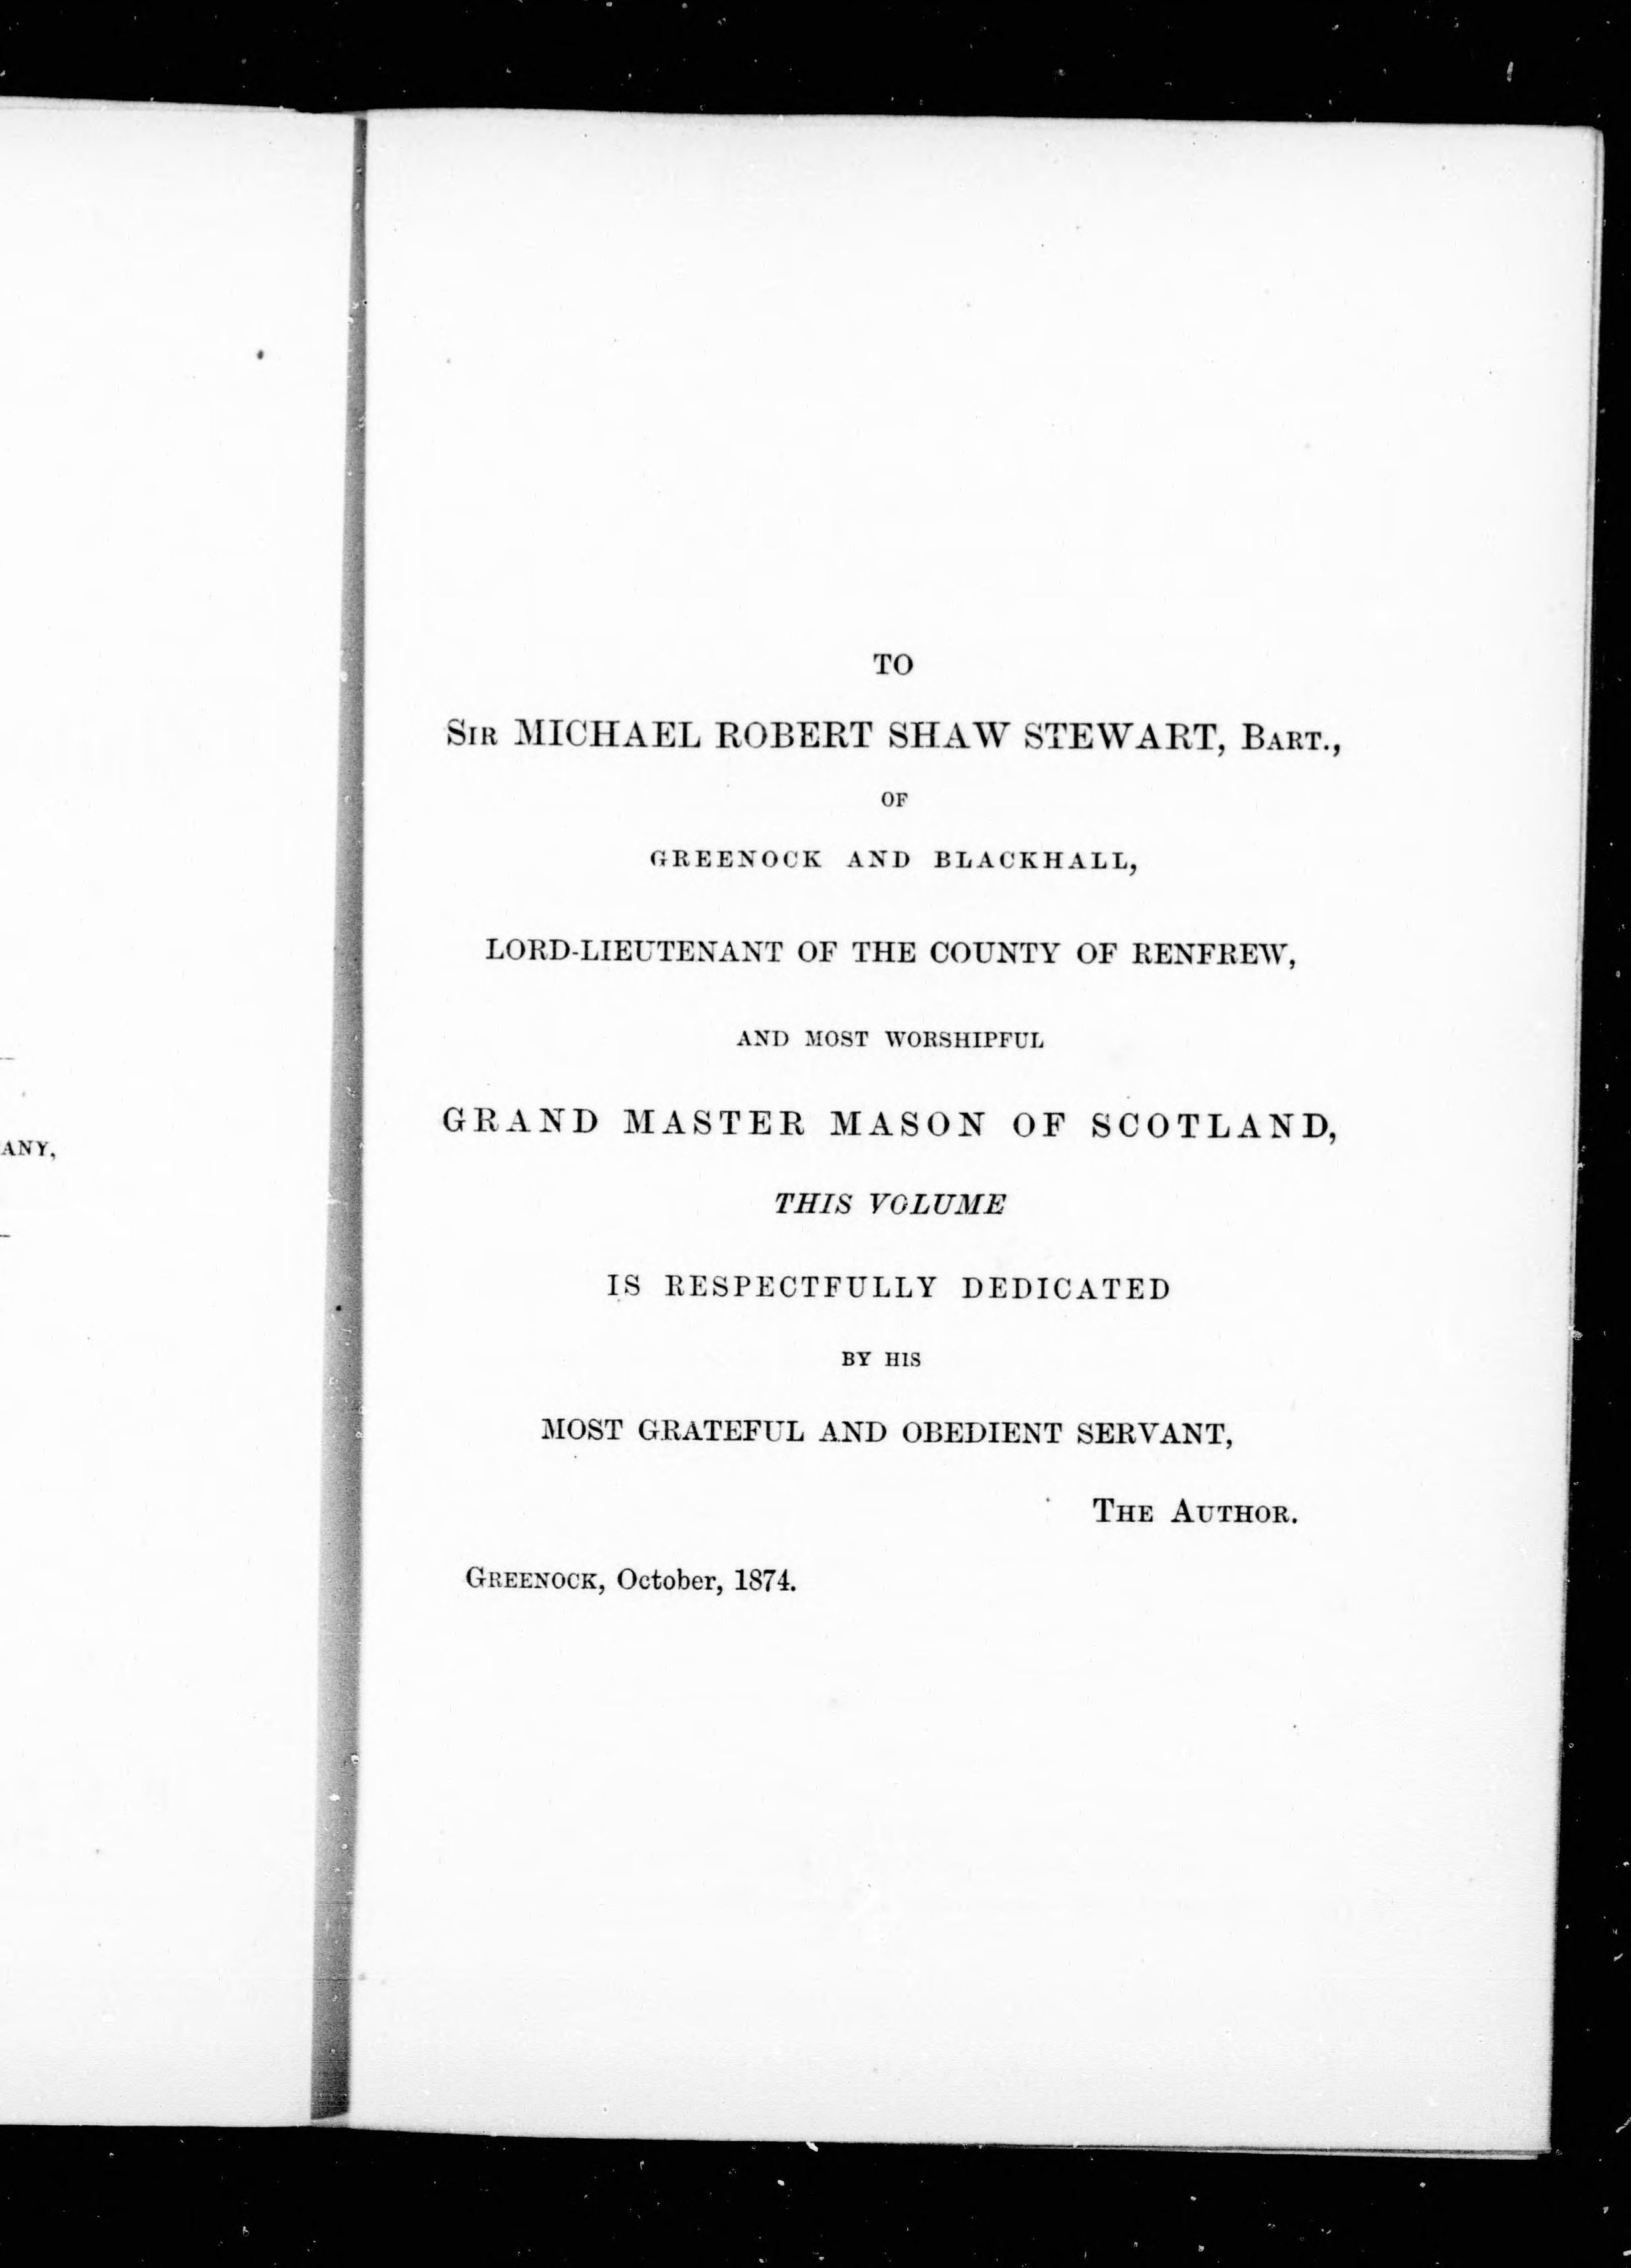 ANY,
TO
SIR MICHAEL ROBERT SHAW STEWART, BART.,
OF
GREENOCK AND BLACKHALL,
LORD-LIEUTENANT OF THE COUNTY OF RENFREW,
AND MOST WORSHIPFUL
GRAND MASTER MASON OF SCOTLAND,
THIS VOLUME
IS RESPECTFULLY DEDICATED
BY HIS
MOST GRATEFUL AND OBEDIENT SERVANT,
THE AUTHOR.
GREENOCK, October, 1874.